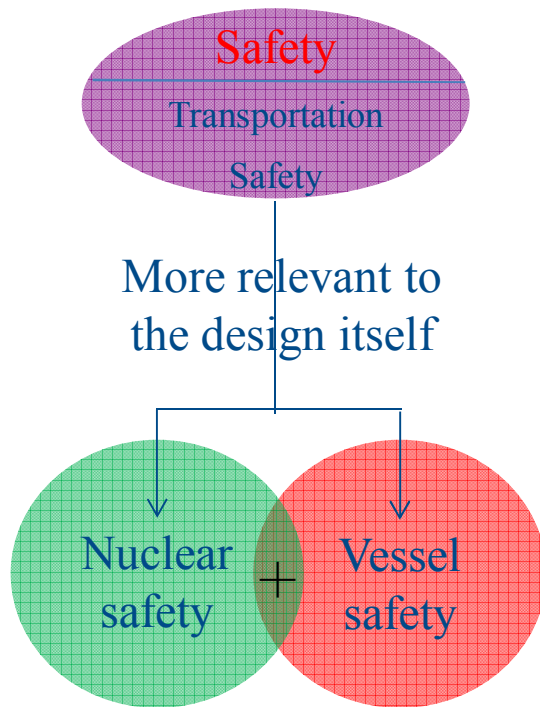 Safety
Transportation
Safety
More relevant to
the design itself
Nuclear
safety
+
Vessel
safety